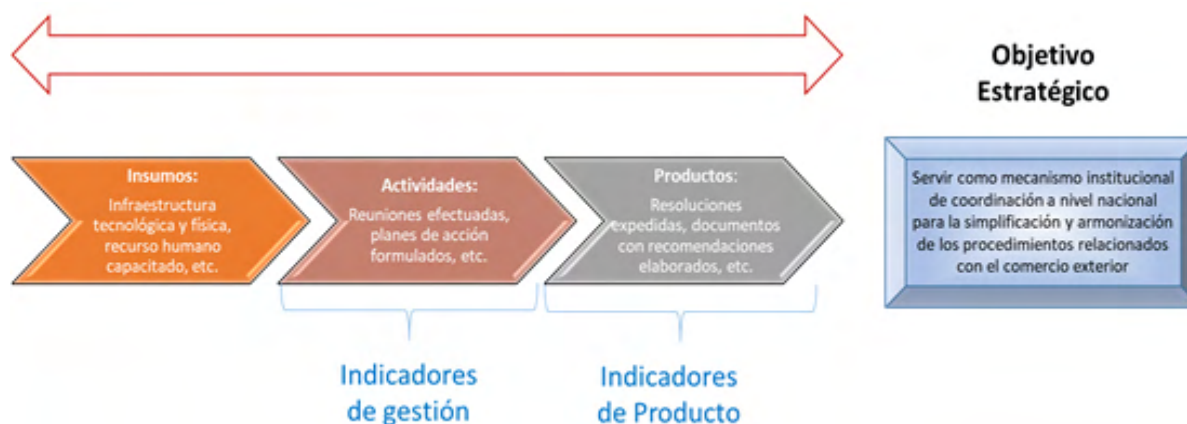 Objetivo
Estratégico
Insumos:
Infraestructura
tecnológica y física,
recurso humano
capacitado, etc.
Actividades:
Reuniones efectuadas,
planes de acción
formulados, etc.
Productos:
Resoluciones
expedidas, documentos
con recomendaciones
elaborados, etc.
Servir como mecanismo institucional
de coordinación a nivel nacional
para la simplificación y armonización
de los procedimientos relacionados
con el comercio exterior
Indicadores
de gestión
Indicadores
de Producto